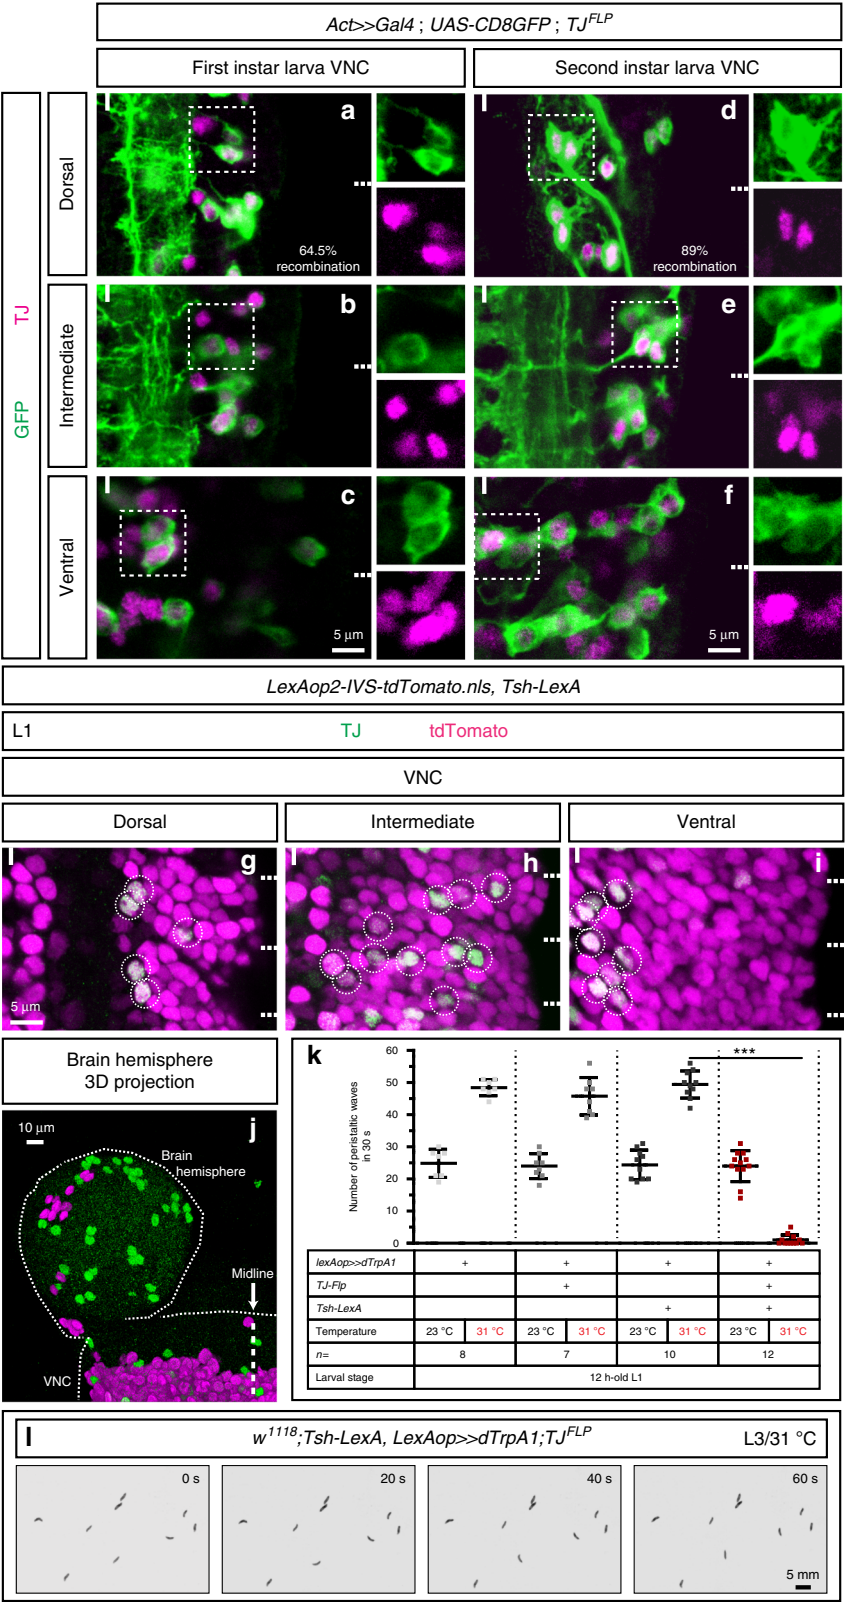 Act>>Gal4 ; UAS-CD8GFP ; TJ^FLP
First instar larva VNC
Second instar larva VNC
GFP TJ
Dorsal
a
64.5%
recombination
d
89%
recombination
Intermediate
b
e
Ventral
c
5 μm
f
5 μm
LexAop2-IVS-tdTomato.nls, Tsh-LexA
L1 TJ tdTomato
VNC
Dorsal
Intermediate
Ventral
g
5 μm
h
i
Brain hemisphere
3D projection
j
10 μm
Brain
hemisphere
Midline
VNC
k
Number of peristaltic waves
in 30 s
60
50
40
30
20
10
0
***
lexAop>>dTrpA1 + + + +
TJ-Flp + +
Tsh-LexA + +
Temperature 23 °C 31 °C 23 °C 31 °C 23 °C 31 °C 23 °C 31 °C
n= 8 7 10 12
Larval stage 12 h-old L1
l
w^1118;Tsh-LexA, LexAop>>dTrpA1;TJ^FLP
L3/31 °C
0 s
20 s
40 s
60 s
5 mm